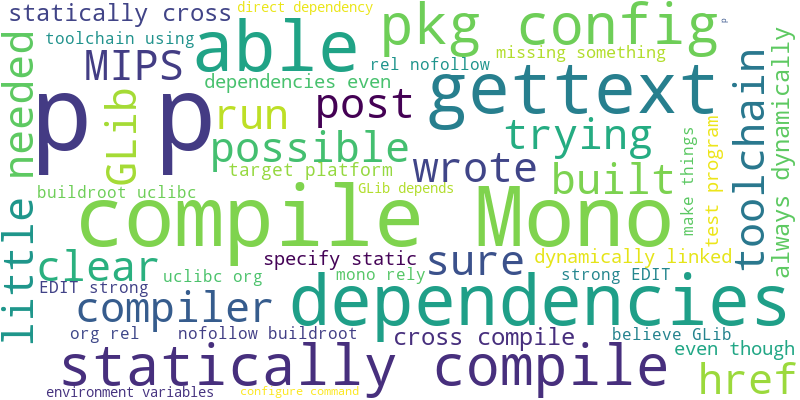 statically cross
direct dependency
toolchain using
able
pkg config
p
MIPS
rel nofollow
missing something
dependencies even
post
gettext
little needed
p p
GLib
run
possible
trying
toolchain
always dynamically
target platform
wrote
built
make things
test program
buildroot uclibc
GLib depends
compile Mono
clear
specify static
sure
dynamically linked
uclibc org
mono rely
strong EDIT
EDIT strong
compiler
dependencies
org rel
nofollow buildroot
cross compile
believe GLib
statically compile
even though
href
environment variables
configure command